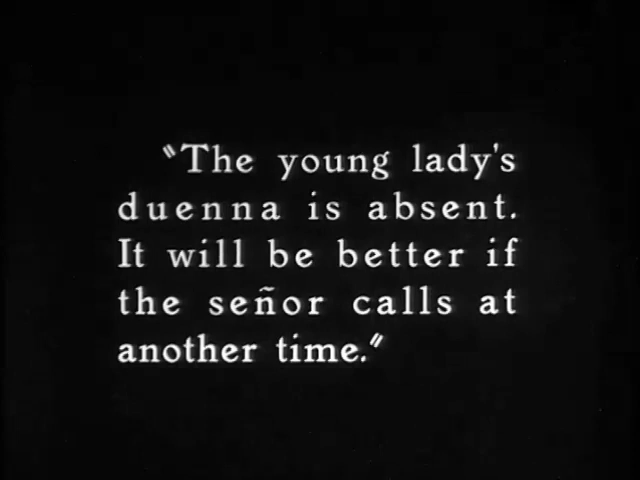 "The young lady's
duenna is absent.
It will be better if
the señor calls at
another time."